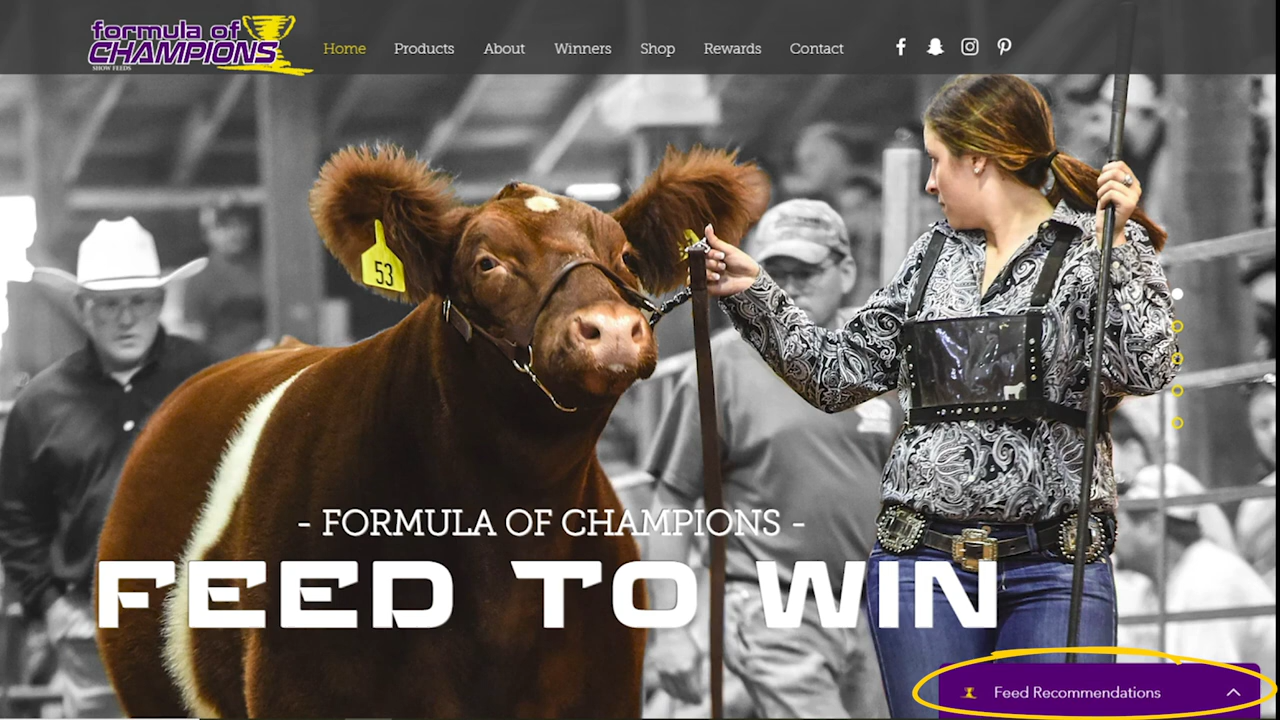 formula of
CHAMPIONS
SHOW FEEDS
Home Products About Winners Shop Rewards Contact
53
- FORMULA OF CHAMPIONS -
FEED TO WIN
Feed Recommendations